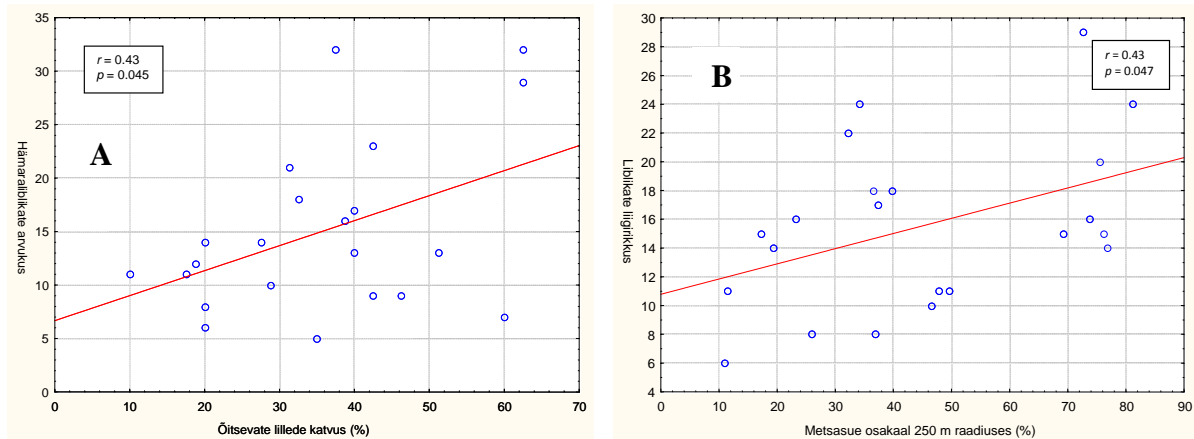 35
30
25
20
15
10
5
0
r = 0.43
p = 0.045
A
Hämaraliblikate arvukus
0 10 20 30 40 50 60 70
Õitsevate lillede katvus (%)
30
28
26
24
22
20
18
16
14
12
10
8
6
4
B
r = 0.43
p = 0.047
Liblikate liigirikkus
0 10 20 30 40 50 60 70 80 90
Metsasue osakaal 250 m raadiuses (%)